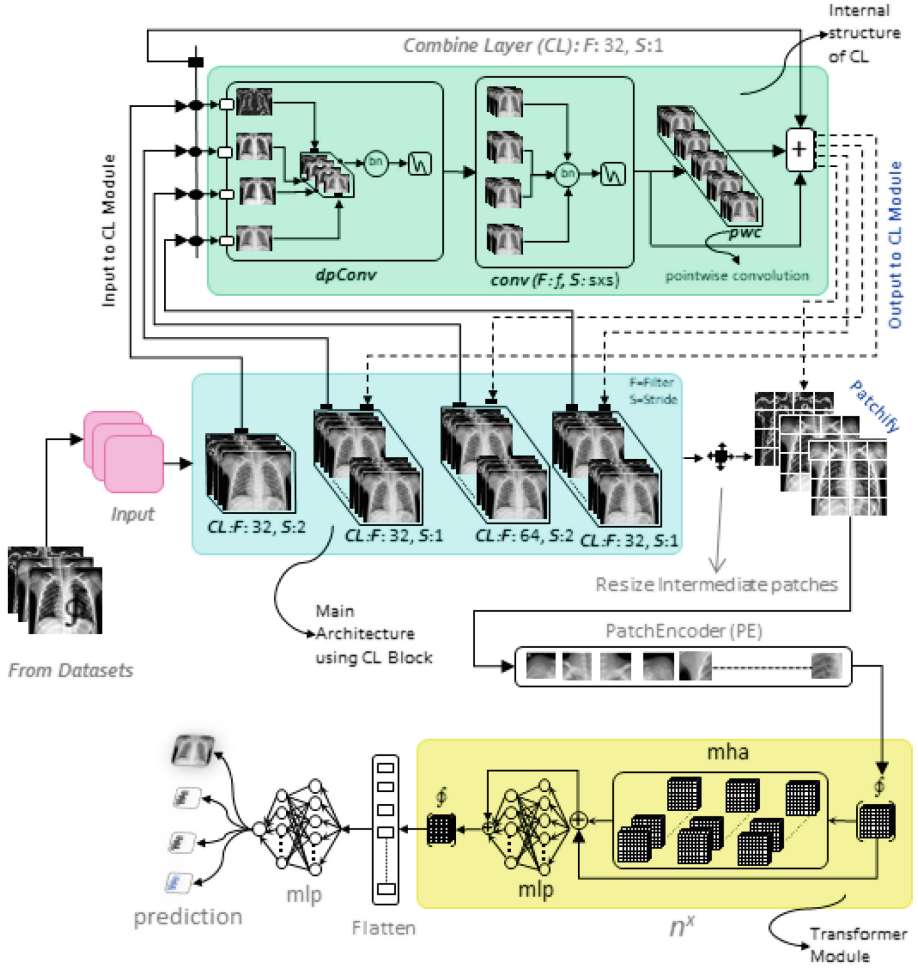 Combine Layer (CL): F: 32, S:1
Internal
structure
of CL
Input to CL Module
bn
bn
+
dpConv
conv (F: f, S: sxs)
pwc
pointwise convolution
Output to CL Module
F=Filter
S=Stride
Patchify
Input
CL:F: 32, S:2
CL:F: 32, S:1
CL:F: 64, S:2
CL:F: 32, S:1
Resize Intermediate patches
Main
Architecture
using CL Block
From Datasets
PatchEncoder (PE)
mha
∮
∮
mlp
mlp
Flatten
prediction
n^x
Transformer
Module